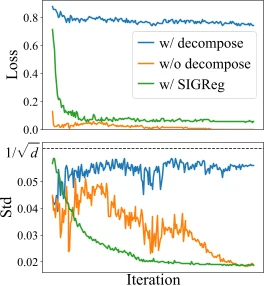 0.8
0.6
0.4
0.2
0.0
Loss
w/ decompose
w/o decompose
w/ SIGReg
1/√d
0.05
0.04
0.03
0.02
Std
Iteration